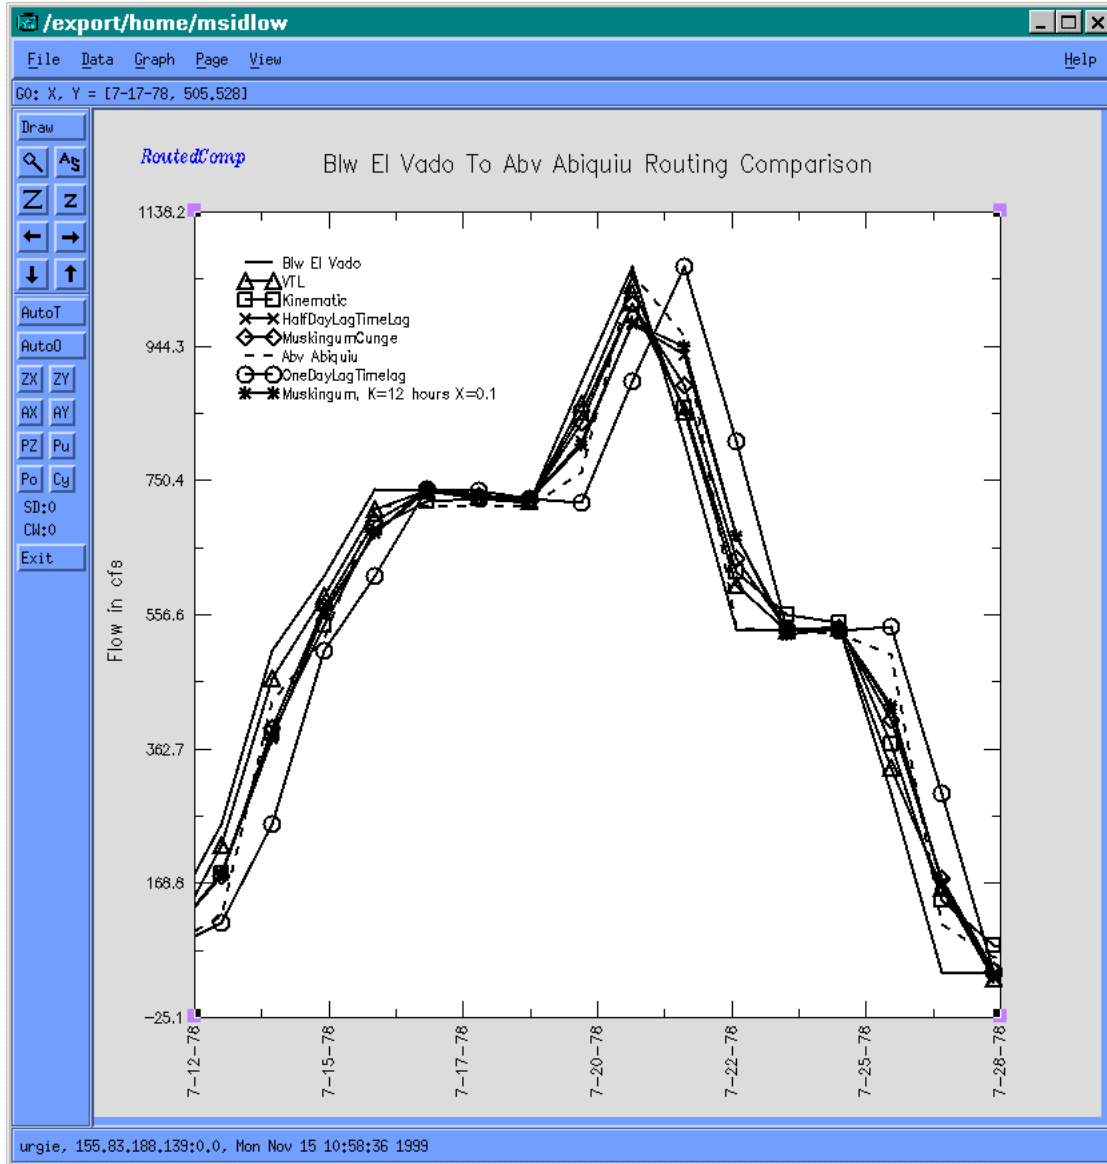 /export/home/msidlow
File Data Graph Page View Help
G0: X, Y = [7-17-78, 505.528]
Draw
A S
Z z
AutoT
AutoO
ZX ZY
AX AY
PZ Pu
Po Cy
SD:0
CW:0
Exit
RoutedComp
Blw El Vado To Abv Abiquiu Routing Comparison
Blw El Vado
VTL
Kinematic
HalfDayLagTimeLag
MuskingumCunge
Abv Abiquiu
OneDayLagTimelag
Muskingum, K=12 hours X=0.1
Flow in cfs
1138.2
944.3
750.4
556.6
362.7
168.8
-25.1
7-12-78
7-15-78
7-17-78
7-20-78
7-22-78
7-25-78
7-28-78
urgie, 155.83.188.139:0.0, Mon Nov 15 10:58:36 1999